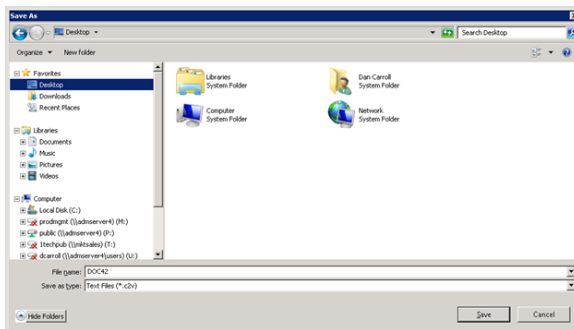 Save As
Desktop
Search Desktop
Organize
New folder
Favorites
Desktop
Downloads
Recent Places
Libraries
Documents
Music
Pictures
Videos
Computer
Local Disk (C:)
prodmgmt (\\admserver4) (M:)
public (\\admserver4) (P:)
1techpub (\\mktsales) (T:)
dcarroll (\\admserver4\users) (U:)
Libraries
System Folder
Dan Carroll
System Folder
Computer
System Folder
Network
System Folder
File name: DOC42
Save as type: Text Files (*.c2v)
Hide Folders
Save
Cancel